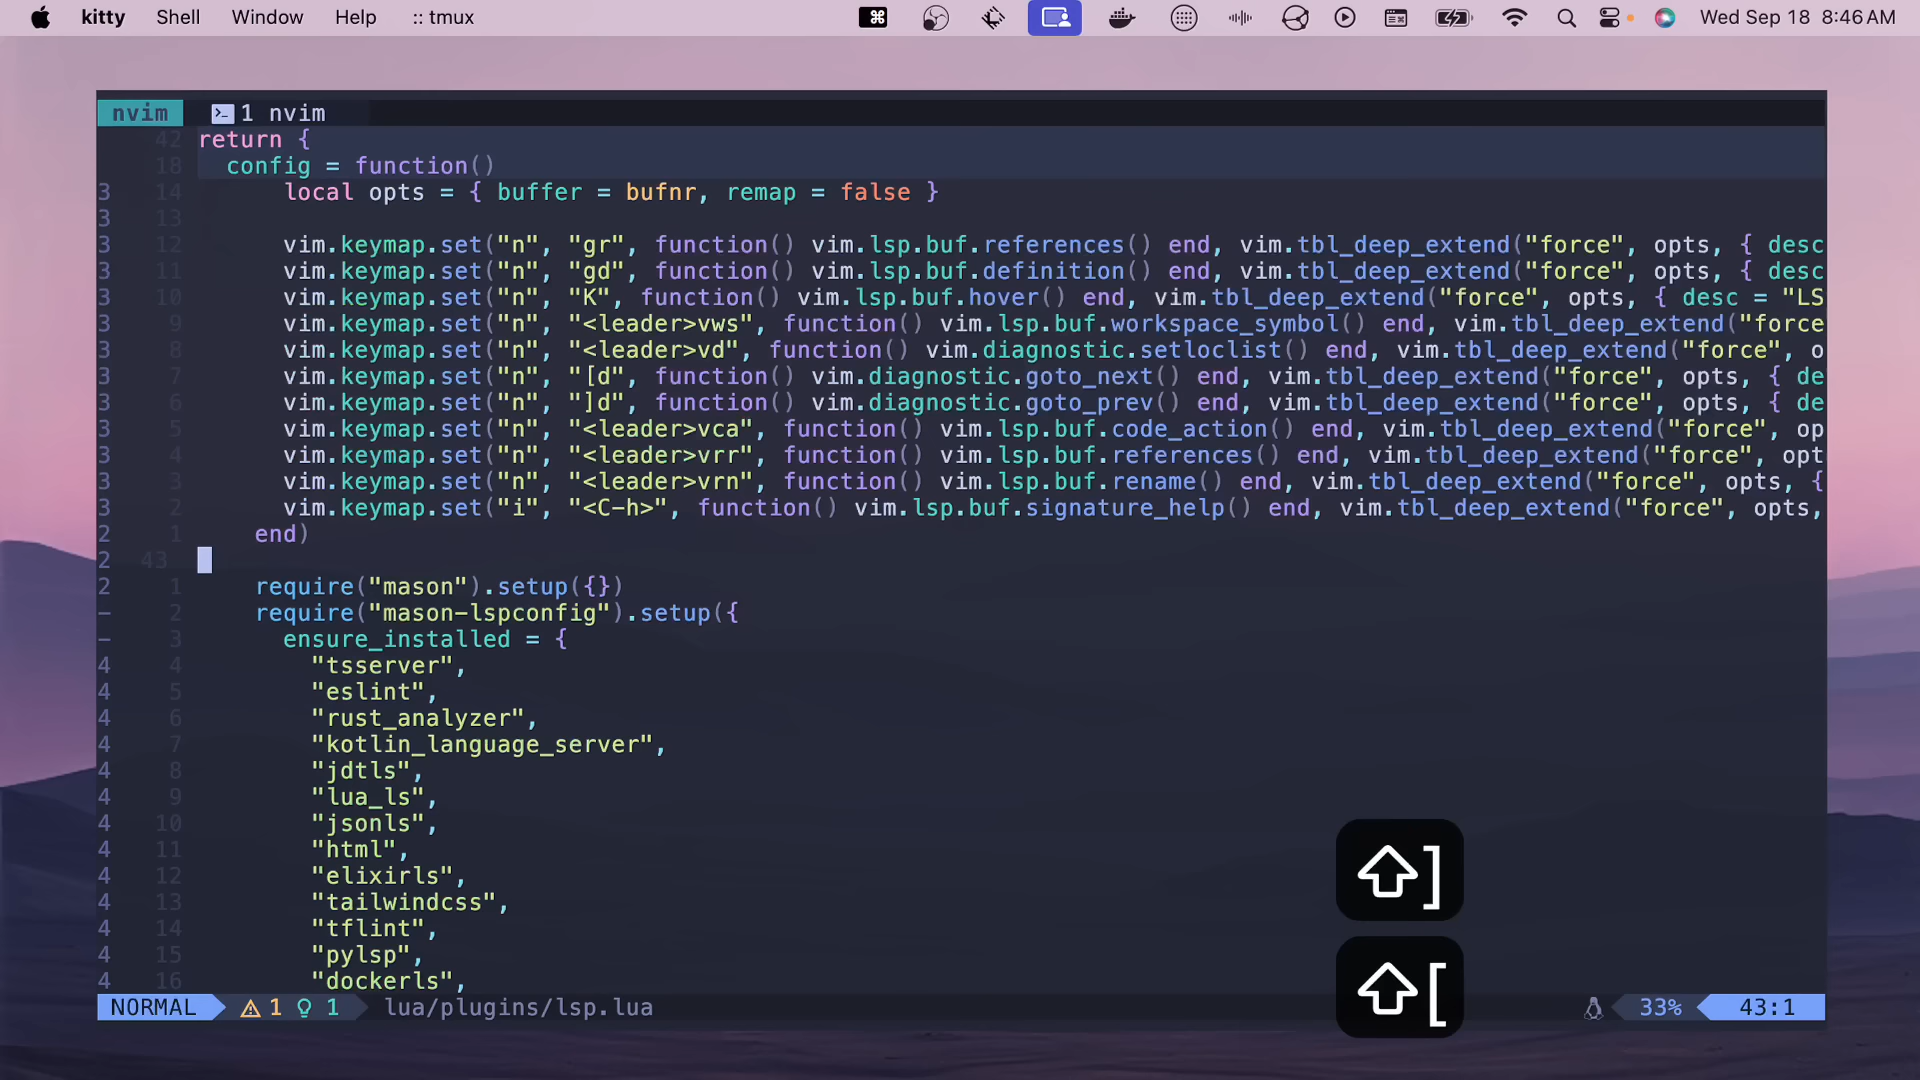 kitty Shell Window Help :: tmux Wed Sep 18 8:46 AM
nvim 1 nvim
42 return {
18 config = function()
3 14 local opts = { buffer = bufnr, remap = false }
3 13
3 12 vim.keymap.set("n", "gr", function() vim.lsp.buf.references() end, vim.tbl_deep_extend("force", opts, { desc
3 11 vim.keymap.set("n", "gd", function() vim.lsp.buf.definition() end, vim.tbl_deep_extend("force", opts, { desc
3 10 vim.keymap.set("n", "K", function() vim.lsp.buf.hover() end, vim.tbl_deep_extend("force", opts, { desc = "LS
3 9 vim.keymap.set("n", "<leader>vws", function() vim.lsp.buf.workspace_symbol() end, vim.tbl_deep_extend("force
3 8 vim.keymap.set("n", "<leader>vd", function() vim.diagnostic.setloclist() end, vim.tbl_deep_extend("force", o
3 7 vim.keymap.set("n", "[d", function() vim.diagnostic.goto_next() end, vim.tbl_deep_extend("force", opts, { de
3 6 vim.keymap.set("n", "]d", function() vim.diagnostic.goto_prev() end, vim.tbl_deep_extend("force", opts, { de
3 5 vim.keymap.set("n", "<leader>vca", function() vim.lsp.buf.code_action() end, vim.tbl_deep_extend("force", op
3 4 vim.keymap.set("n", "<leader>vrr", function() vim.lsp.buf.references() end, vim.tbl_deep_extend("force", opt
3 3 vim.keymap.set("n", "<leader>vrn", function() vim.lsp.buf.rename() end, vim.tbl_deep_extend("force", opts, {
3 2 vim.keymap.set("i", "<C-h>", function() vim.lsp.buf.signature_help() end, vim.tbl_deep_extend("force", opts,
2 1 end)
2 43
2 1 require("mason").setup({})
– 2 require("mason-lspconfig").setup({
– 3 ensure_installed = {
4 4 "tsserver",
4 5 "eslint",
4 6 "rust_analyzer",
4 7 "kotlin_language_server",
4 8 "jdtls",
4 9 "lua_ls",
4 10 "jsonls",
4 11 "html",
4 12 "elixirls",
4 13 "tailwindcss",
4 14 "tflint",
4 15 "pylsp",
4 16 "dockerls",
⇧]
⇧[
NORMAL 1 1 lua/plugins/lsp.lua 33% 43:1